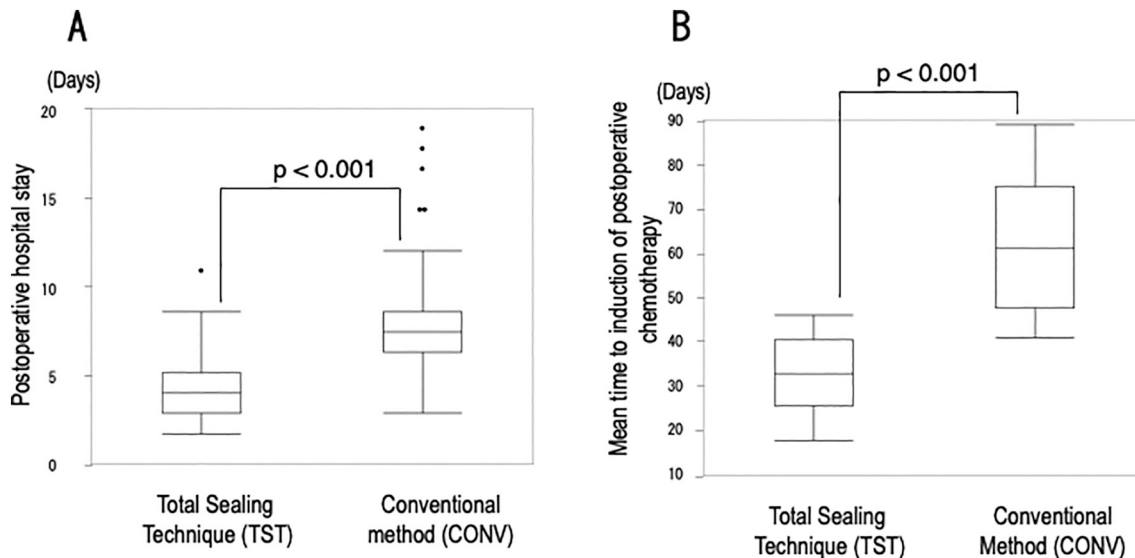 A
(Days)
Postoperative hospital stay
20
15
10
5
0
p < 0.001
Total Sealing
Technique (TST)
Conventional
method (CONV)
B
(Days)
Mean time to induction of postoperative
chemotherapy
90
80
70
60
50
40
30
20
10
p < 0.001
Total Sealing
Technique (TST)
Conventional
Method (CONV)